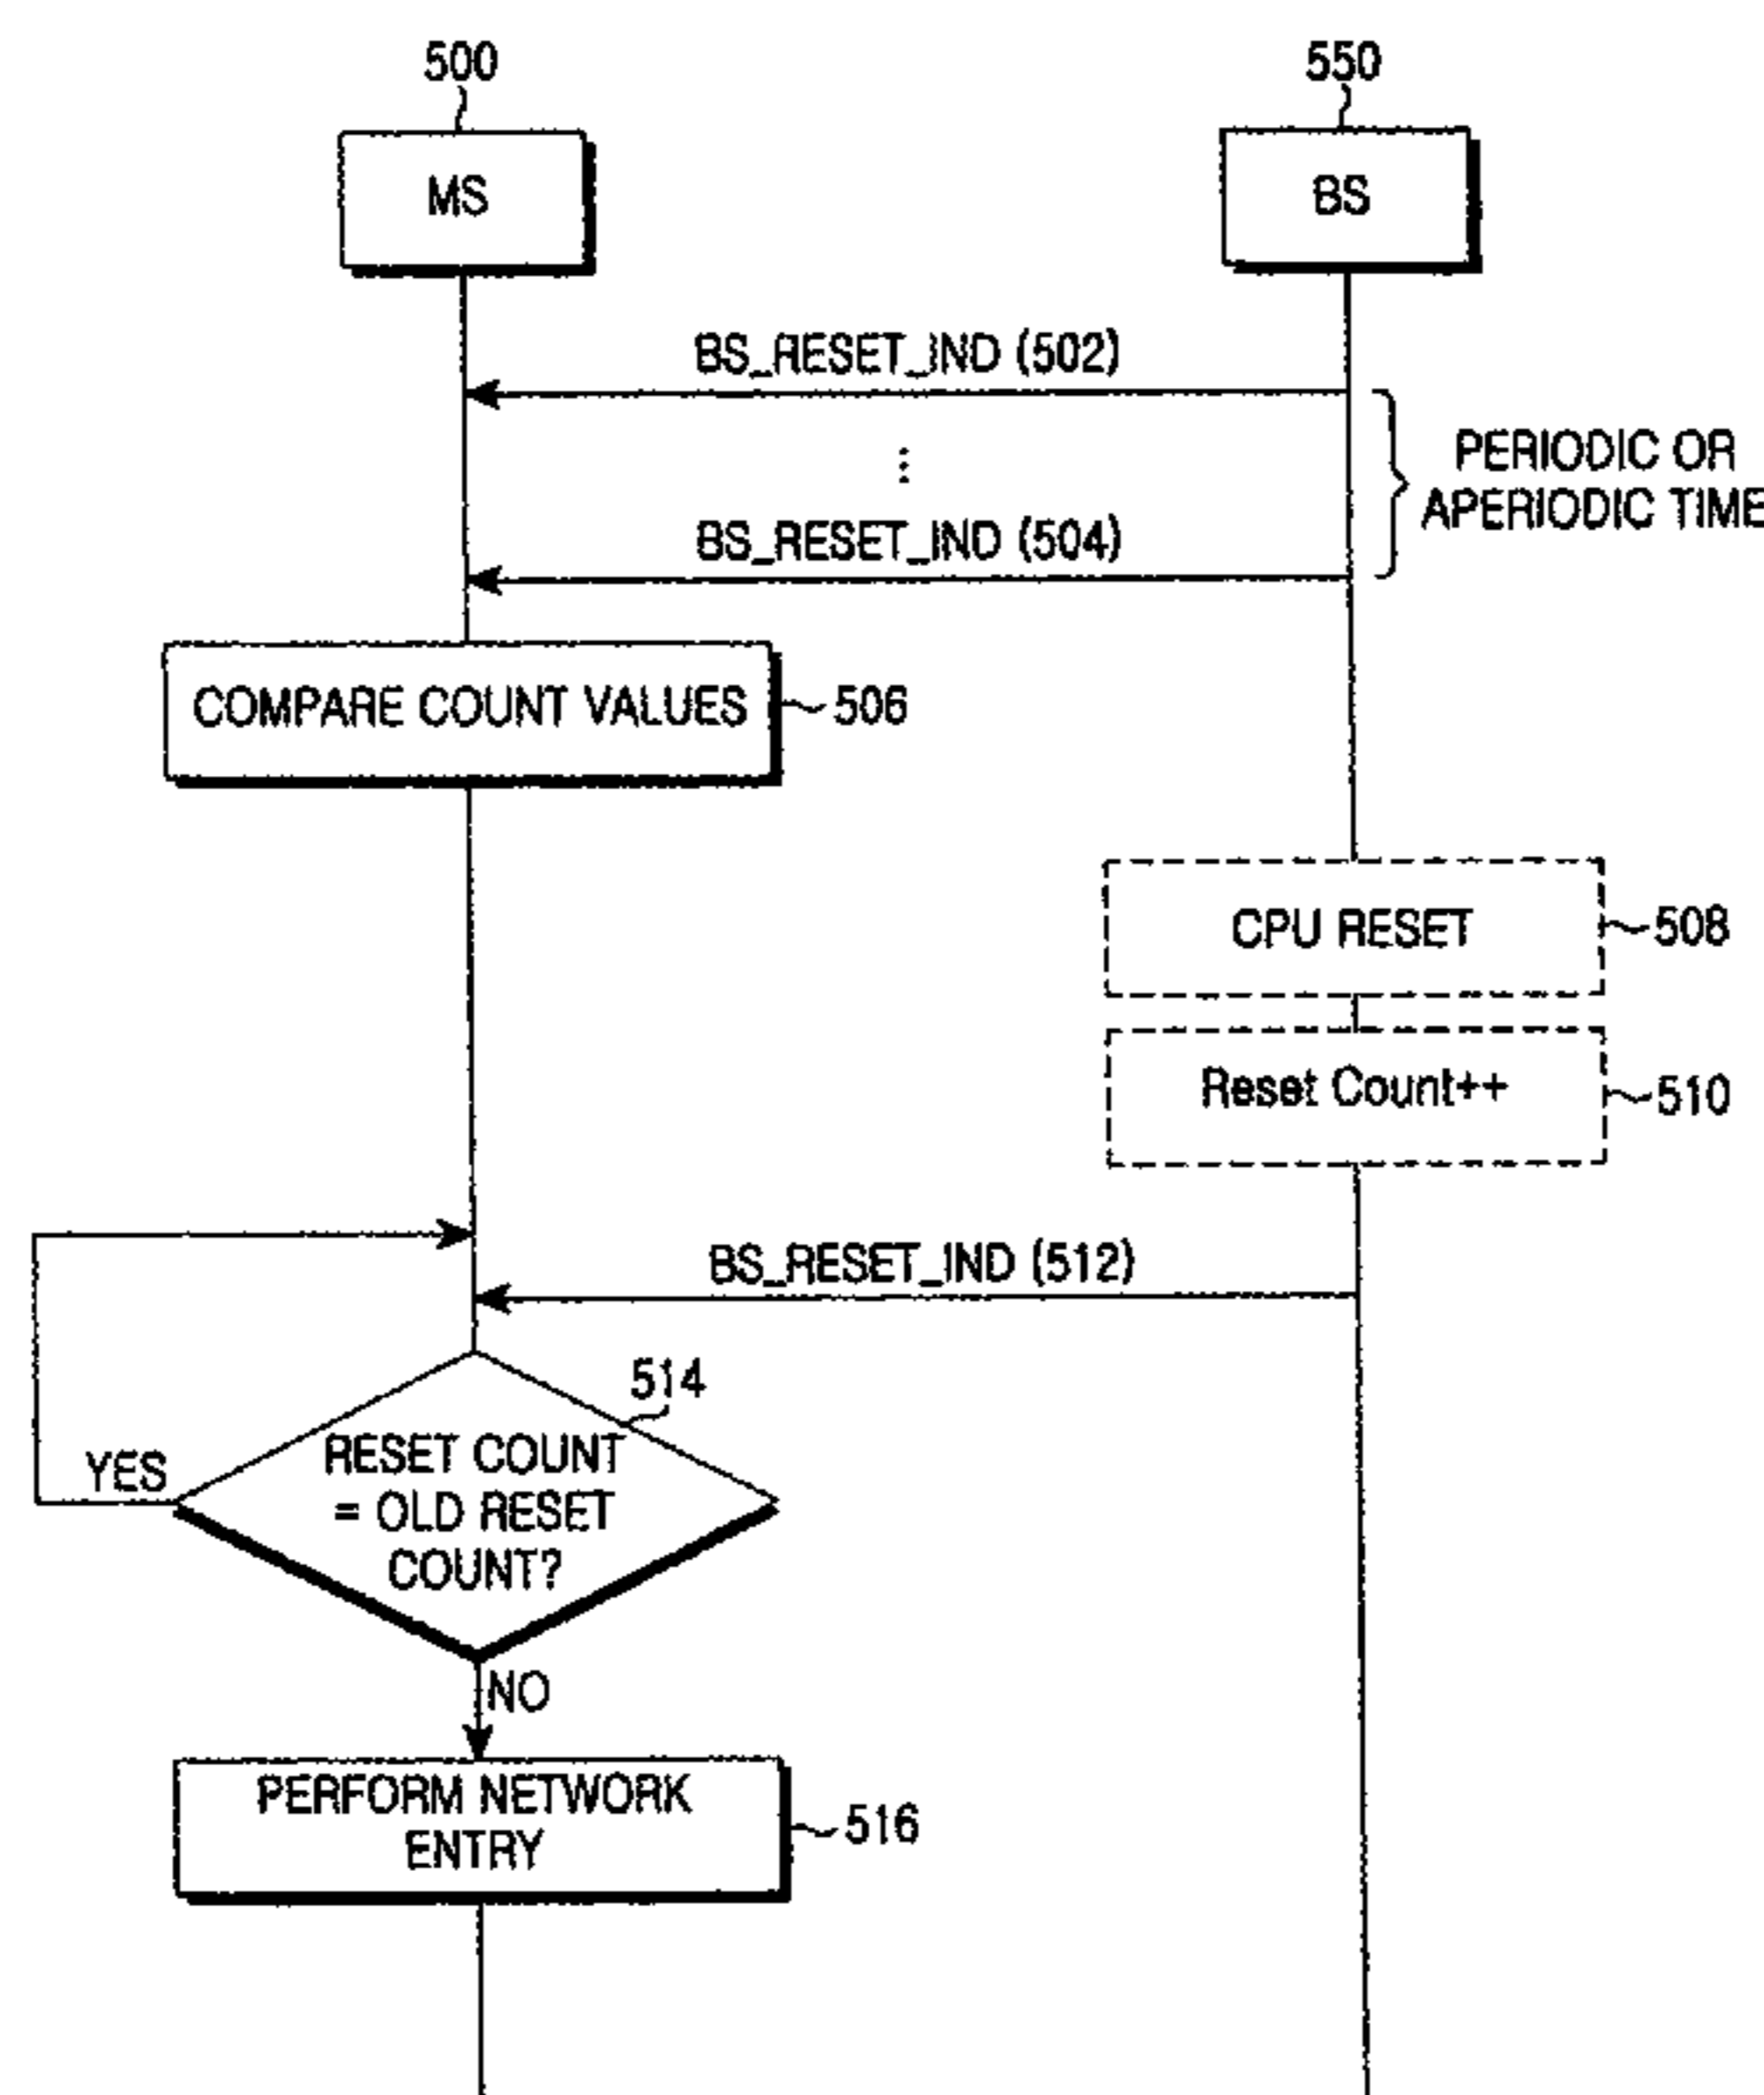 500
550
MS
BS
BS_RESET_IND (502)
PERIODIC OR
APERIODIC TIME
BS_RESET_IND (504)
COMPARE COUNT VALUES
506
CPU RESET
508
Reset Count++
510
BS_RESET_IND (512)
514
YES
RESET COUNT
= OLD RESET
COUNT?
NO
PERFORM NETWORK
ENTRY
516